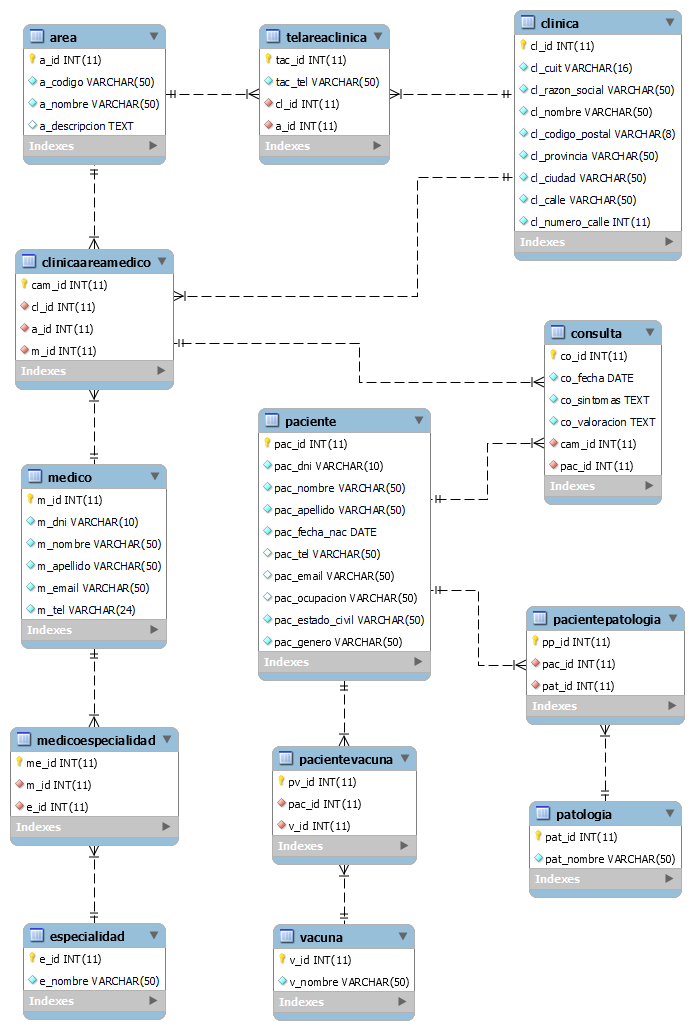 area
a_id INT(11)
a_codigo VARCHAR(50)
a_nombre VARCHAR(50)
a_descripcion TEXT
Indexes
telareaclinica
tac_id INT(11)
tac_tel VARCHAR(50)
cl_id INT(11)
a_id INT(11)
Indexes
clinica
cl_id INT(11)
cl_cuit VARCHAR(16)
cl_razon_social VARCHAR(50)
cl_nombre VARCHAR(50)
cl_codigo_postal VARCHAR(8)
cl_provincia VARCHAR(50)
cl_ciudad VARCHAR(50)
cl_calle VARCHAR(50)
cl_numero_calle INT(11)
Indexes
clinicaareamedico
cam_id INT(11)
cl_id INT(11)
a_id INT(11)
m_id INT(11)
Indexes
consulta
co_id INT(11)
co_fecha DATE
co_sintomas TEXT
co_valoracion TEXT
cam_id INT(11)
pac_id INT(11)
Indexes
paciente
pac_id INT(11)
pac_dni VARCHAR(10)
pac_nombre VARCHAR(50)
pac_apellido VARCHAR(50)
pac_fecha_nac DATE
pac_tel VARCHAR(50)
pac_email VARCHAR(50)
pac_ocupacion VARCHAR(50)
pac_estado_civil VARCHAR(50)
pac_genero VARCHAR(50)
Indexes
medico
m_id INT(11)
m_dni VARCHAR(10)
m_nombre VARCHAR(50)
m_apellido VARCHAR(50)
m_email VARCHAR(50)
m_tel VARCHAR(24)
Indexes
pacientepatologia
pp_id INT(11)
pac_id INT(11)
pat_id INT(11)
Indexes
medicoespecialidad
me_id INT(11)
m_id INT(11)
e_id INT(11)
Indexes
pacientevacuna
pv_id INT(11)
pac_id INT(11)
v_id INT(11)
Indexes
patologia
pat_id INT(11)
pat_nombre VARCHAR(50)
Indexes
especialidad
e_id INT(11)
e_nombre VARCHAR(50)
Indexes
vacuna
v_id INT(11)
v_nombre VARCHAR(50)
Indexes